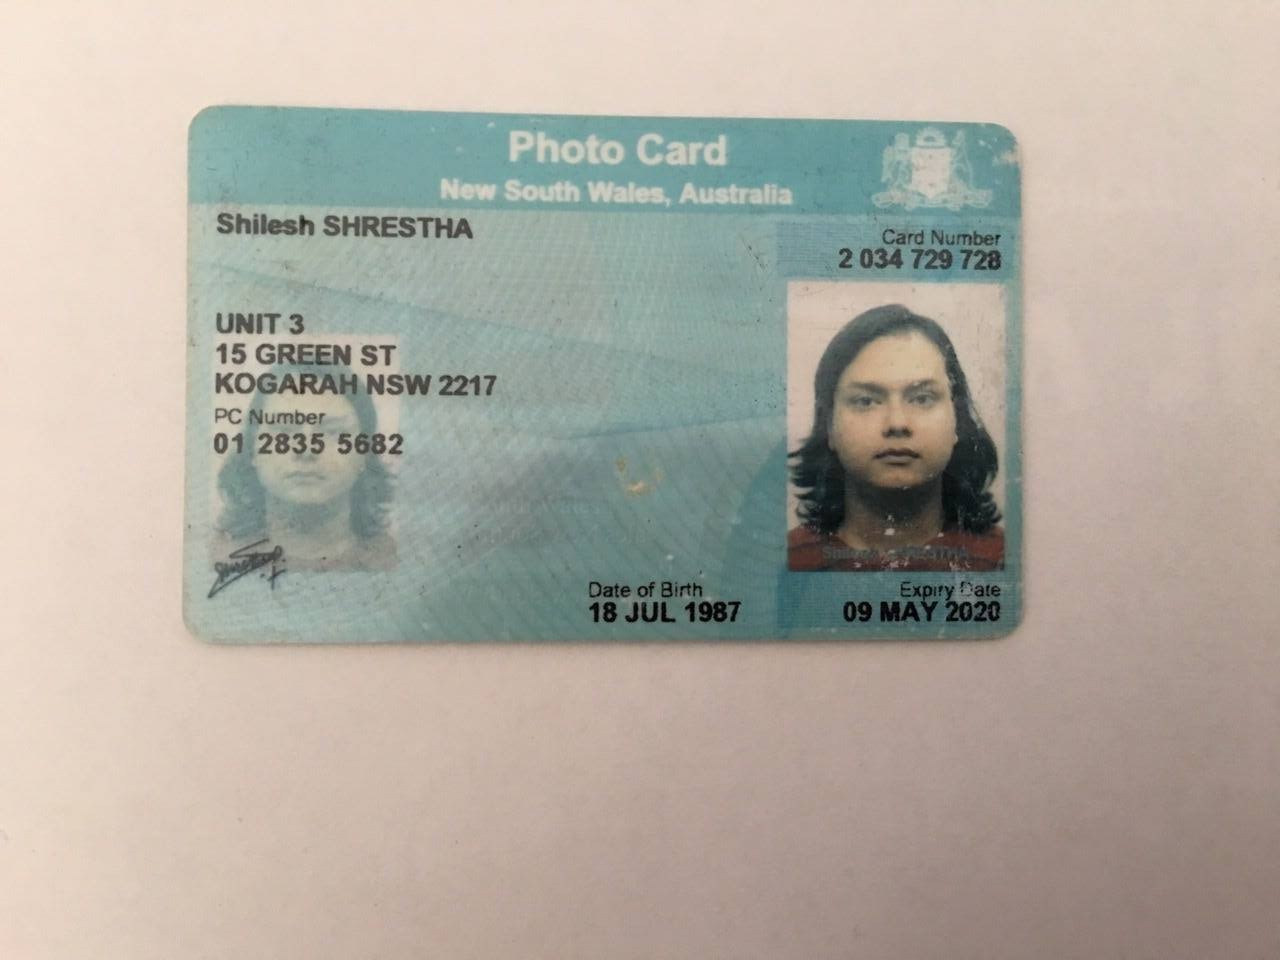 Photo Card
New South Wales, Australia
Shilesh SHRESTHA
Card Number
2 034 729 728
UNIT 3
15 GREEN ST
KOGARAH NSW 2217
PC Number
01 2835 5682
Date of Birth
18 JUL 1987
Expiry Date
09 MAY 2020